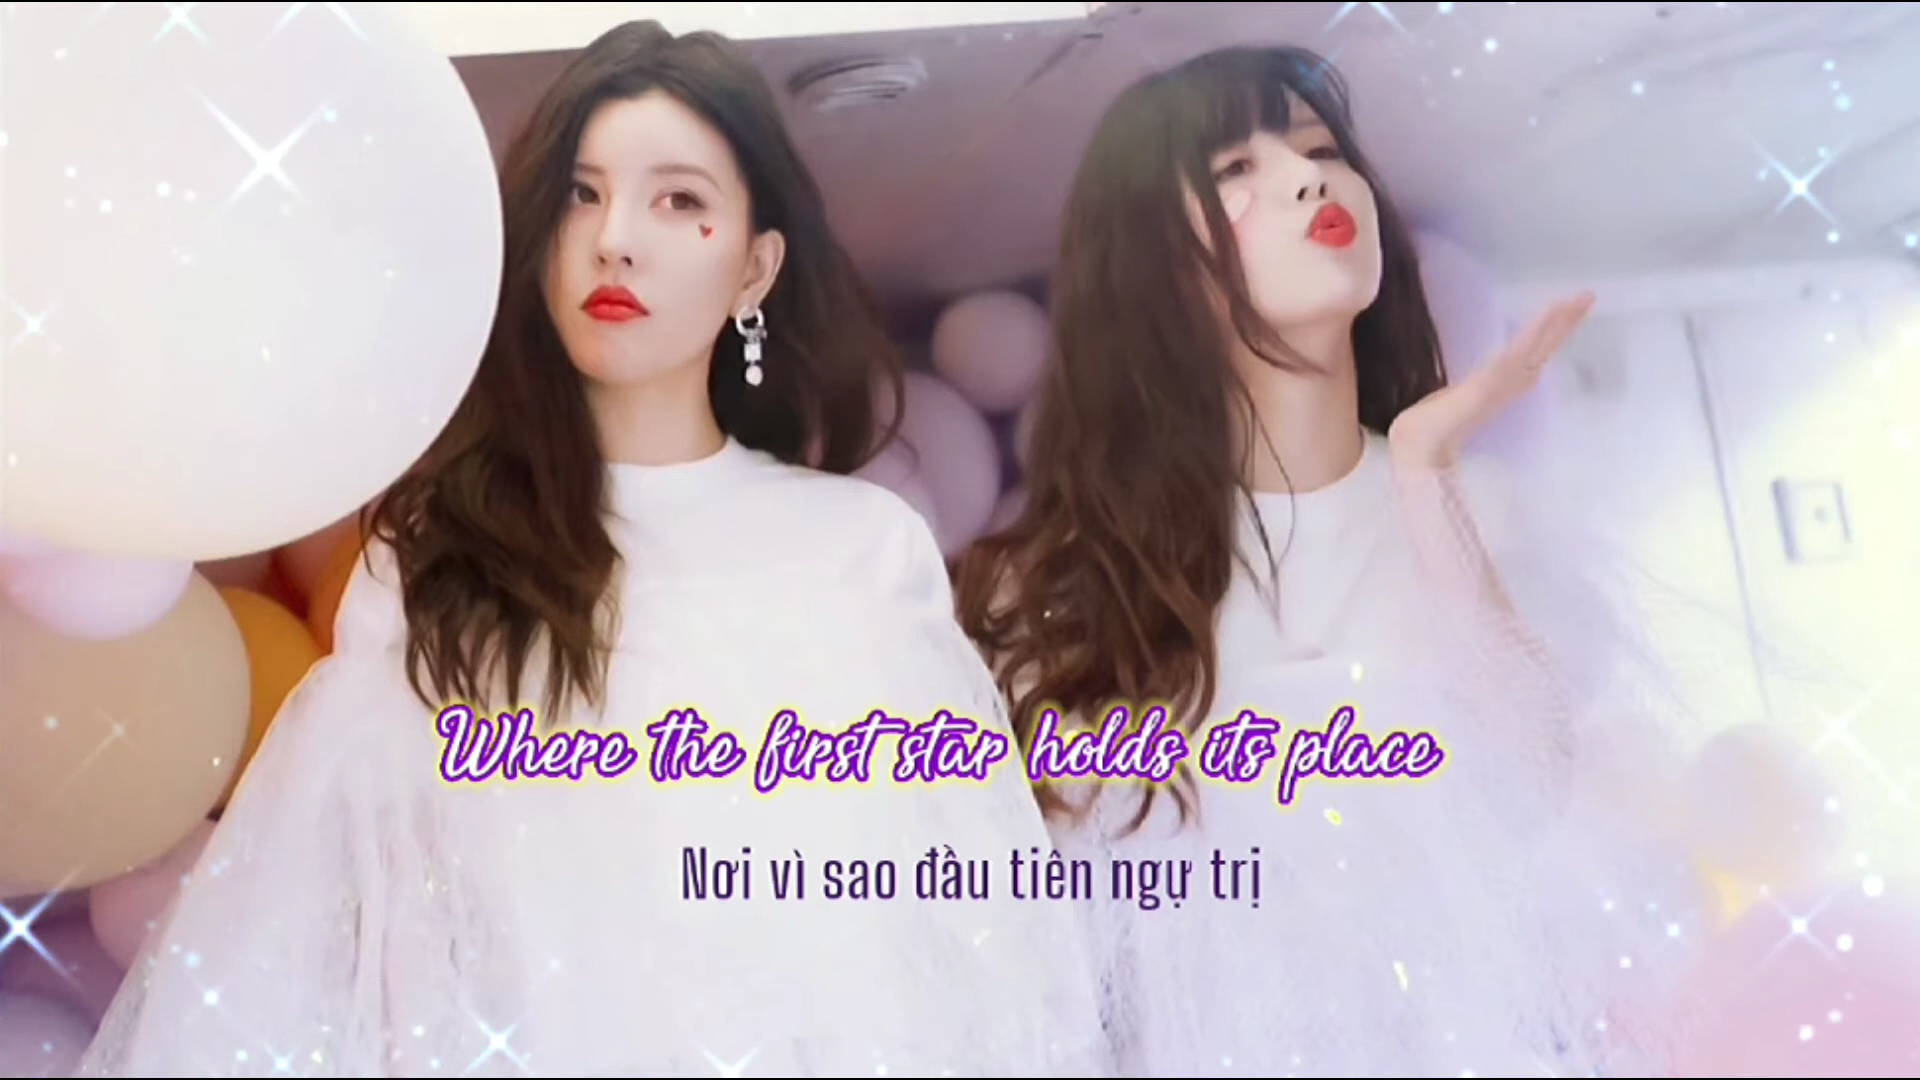 Where the first star holds its place
Nơi vì sao đầu tiên ngự trị